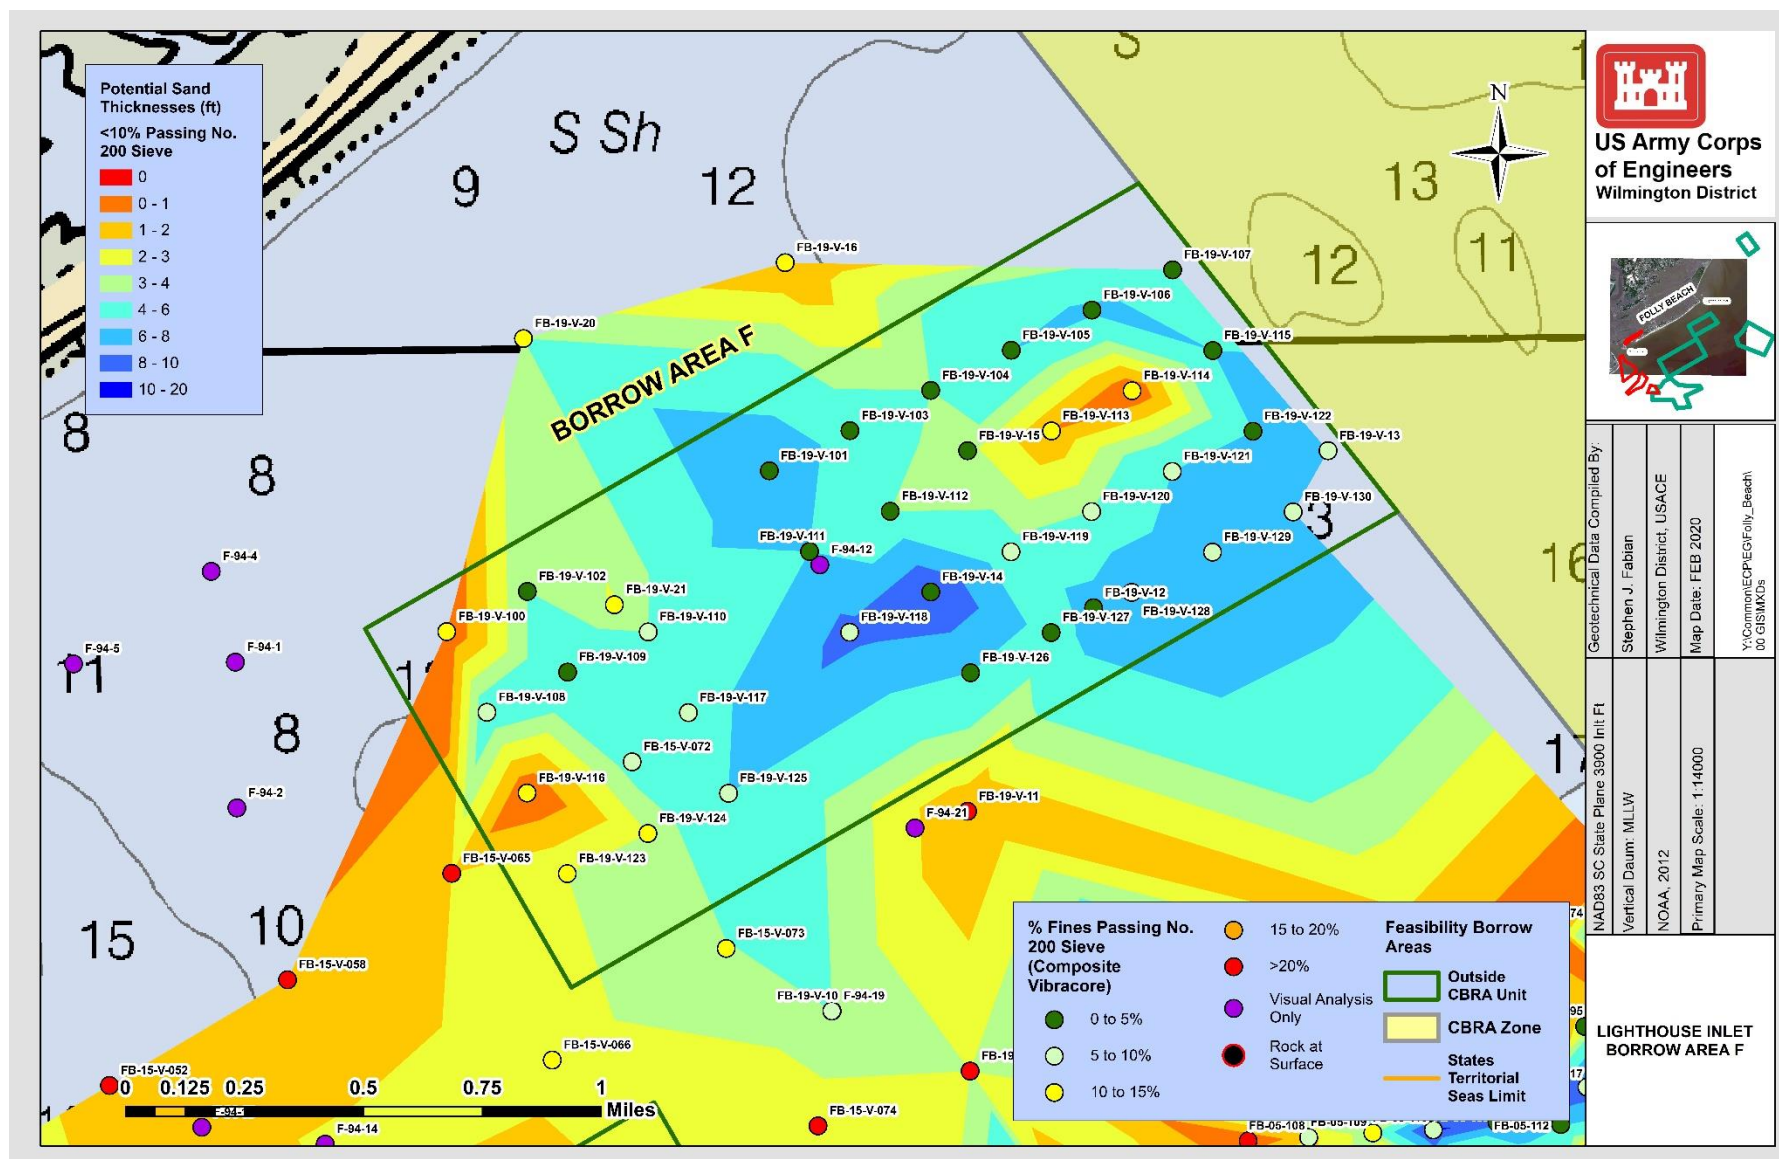 Potential Sand
Thicknesses (ft)
<10% Passing No.
200 Sieve
0
0 - 1
1 - 2
2 - 3
3 - 4
4 - 6
6 - 8
8 - 10
10 - 20
S Sh
9
12
S
13
12
11
N
8
8
11
8
10
15
3
16
BORROW AREA F
FB-19-V-16
FB-19-V-107
FB-19-V-106
FB-19-V-20
FB-19-V-105
FB-19-V-115
FB-19-V-104
FB-19-V-114
FB-19-V-103
FB-19-V-113
FB-19-V-122
FB-19-V-15
FB-19-V-13
FB-19-V-101
FB-19-V-121
FB-19-V-112
FB-19-V-120
FB-19-V-130
FB-19-V-111
F-94-12
FB-19-V-119
FB-19-V-129
F-94-4
FB-19-V-102
FB-19-V-21
FB-19-V-14
FB-19-V-12
FB-19-V-128
FB-19-V-100
FB-19-V-110
FB-19-V-118
FB-19-V-127
F-94-5
F-94-1
FB-19-V-109
FB-19-V-126
FB-19-V-108
FB-19-V-117
FB-15-V-072
F-94-2
FB-19-V-116
FB-19-V-125
FB-19-V-11
F-94-21
FB-19-V-124
FB-15-V-065
FB-19-V-123
FB-15-V-073
FB-15-V-058
FB-19-V-10
F-94-19
FB-15-V-066
FB-19
FB-15-V-052
FB-15-V-074
F-94-14
FB-05-108
FB-05-109
FB-05-112
74
95
17
0 0.125 0.25 0.5 0.75 1
Miles
% Fines Passing No.
200 Sieve
(Composite
Vibracore)
0 to 5%
5 to 10%
10 to 15%
15 to 20%
>20%
Visual Analysis
Only
Rock at
Surface
Feasibility Borrow
Areas
Outside
CBRA Unit
CBRA Zone
States
Territorial
Seas Limit
US Army Corps
of Engineers
Wilmington District
FOLLY BEACH
Geotechnical Data Compiled By:
Stephen J. Fabian
Wilmington District, USACE
Map Date: FEB 2020
Y:\Common\ECP\EG\Folly_Beach\
00 GIS\MXDs
NAD83 SC State Plane 3900 Intl Ft
Vertical Daum: MLLW
NOAA, 2012
Primary Map Scale: 1:14000
LIGHTHOUSE INLET
BORROW AREA F